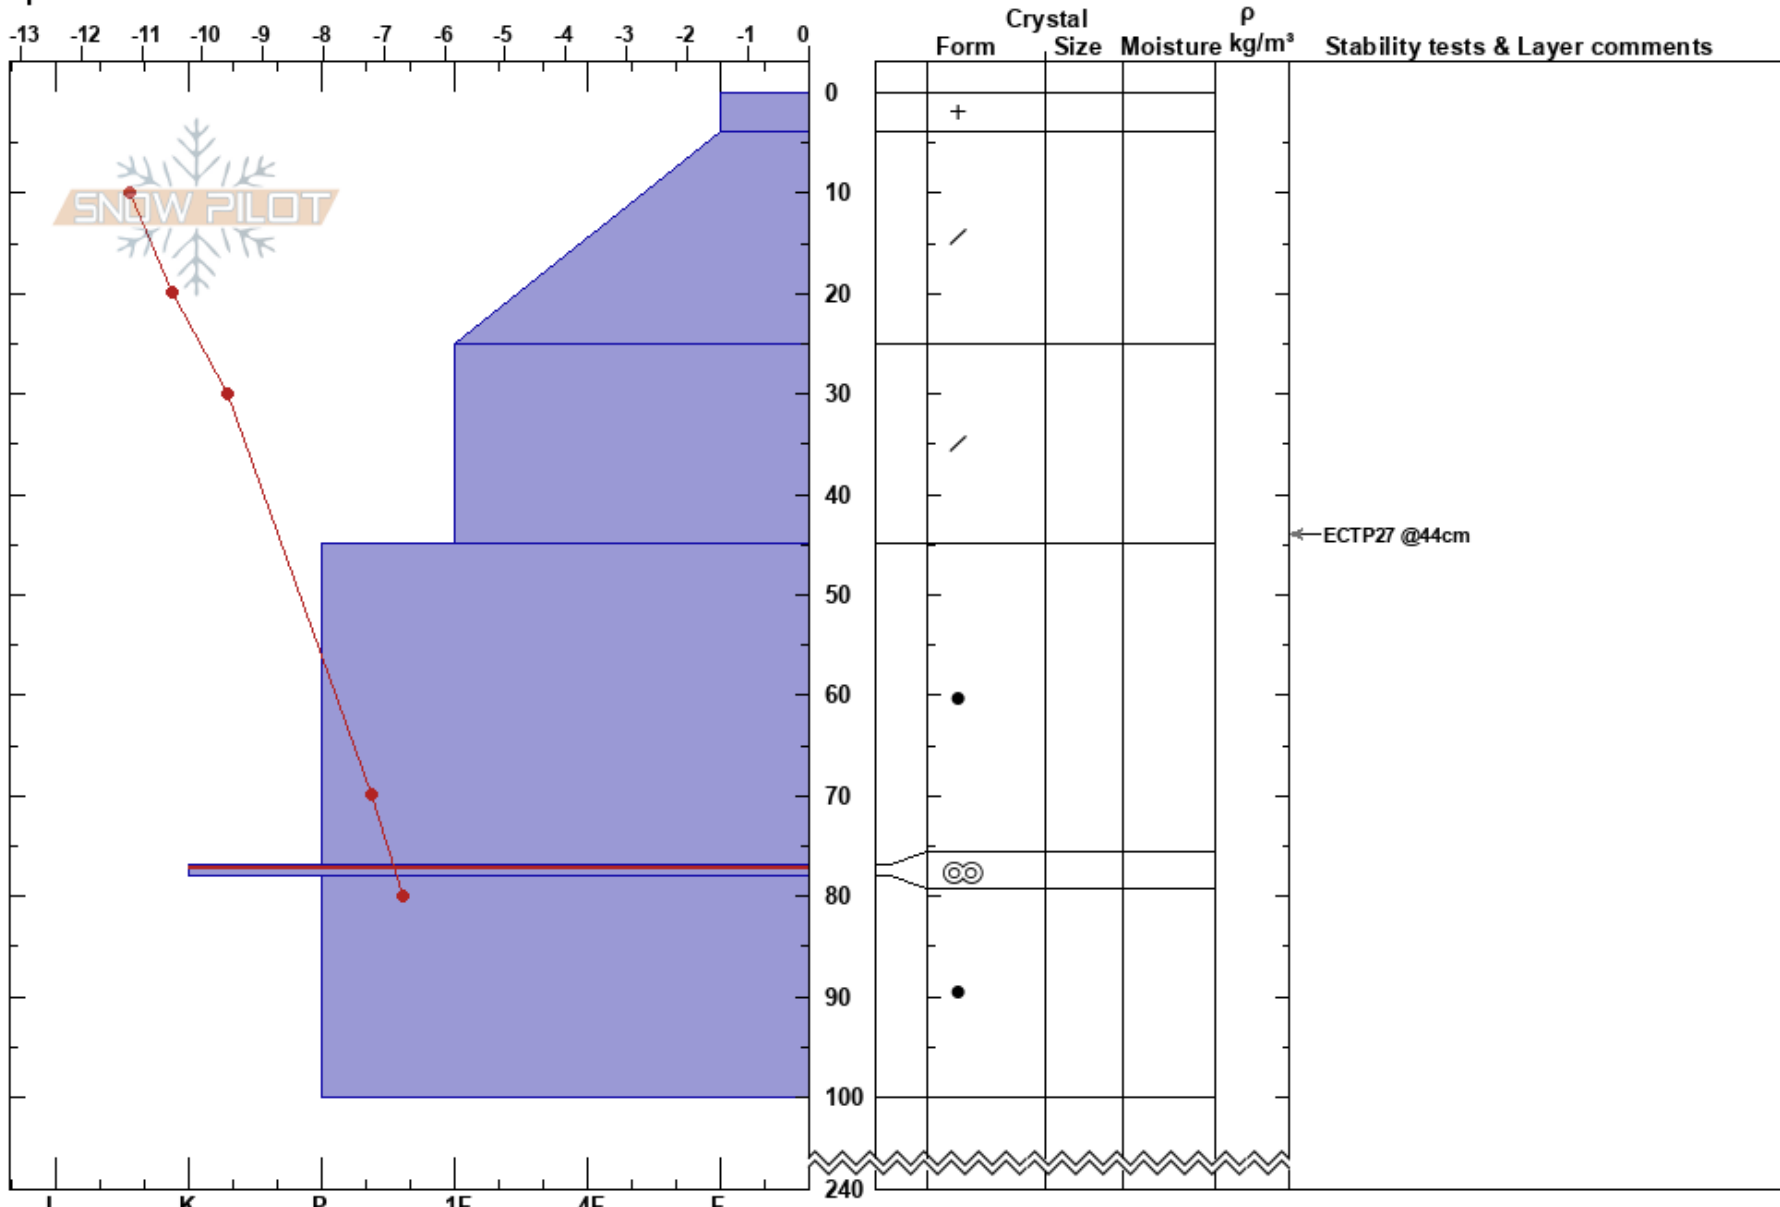 Crystal ρ
-13 -12 -11 -10 -9 -8 -7 -6 -5 -4 -3 -2 -1 0 Form Size Moisture kg/m³ Stability tests & Layer comments
0
10
SNOW PILOT
20
30
40
ECTP27 @44cm
50
60
70
80
90
100
240
I K P 1F 4F F